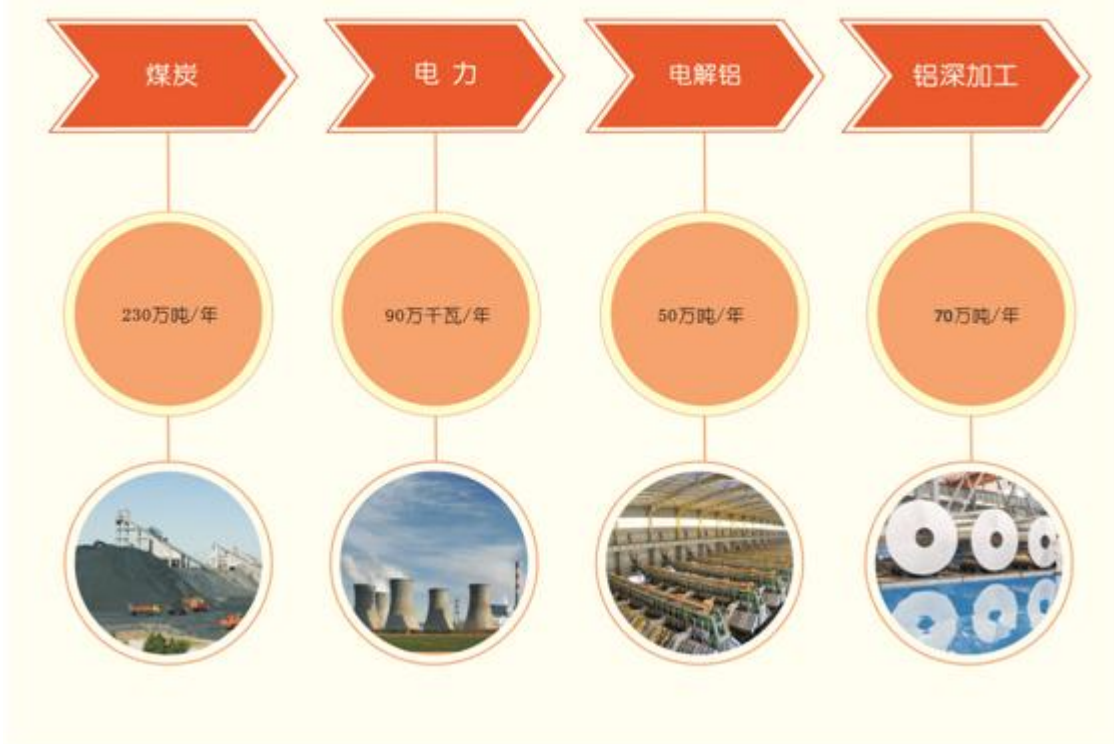 煤炭
电 力
电解铝
铝深加工
230万吨/年
90万千瓦/年
50万吨/年
70万吨/年